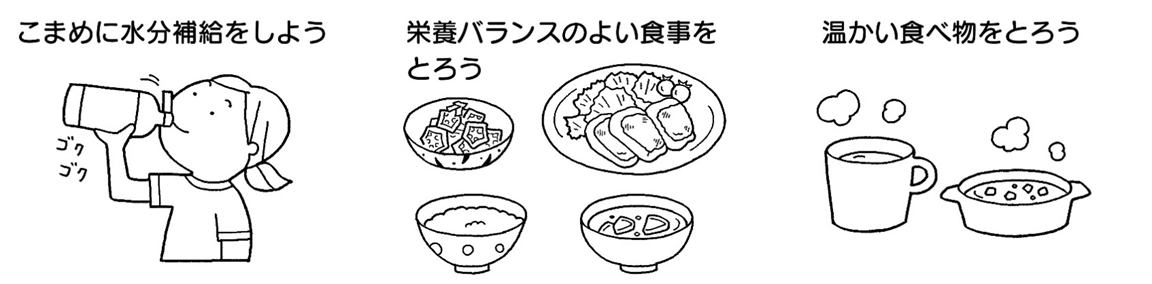 こまめに水分補給をしよう
ゴク
ゴク
栄養バランスのよい食事を
とろう
温かい食べ物をとろう